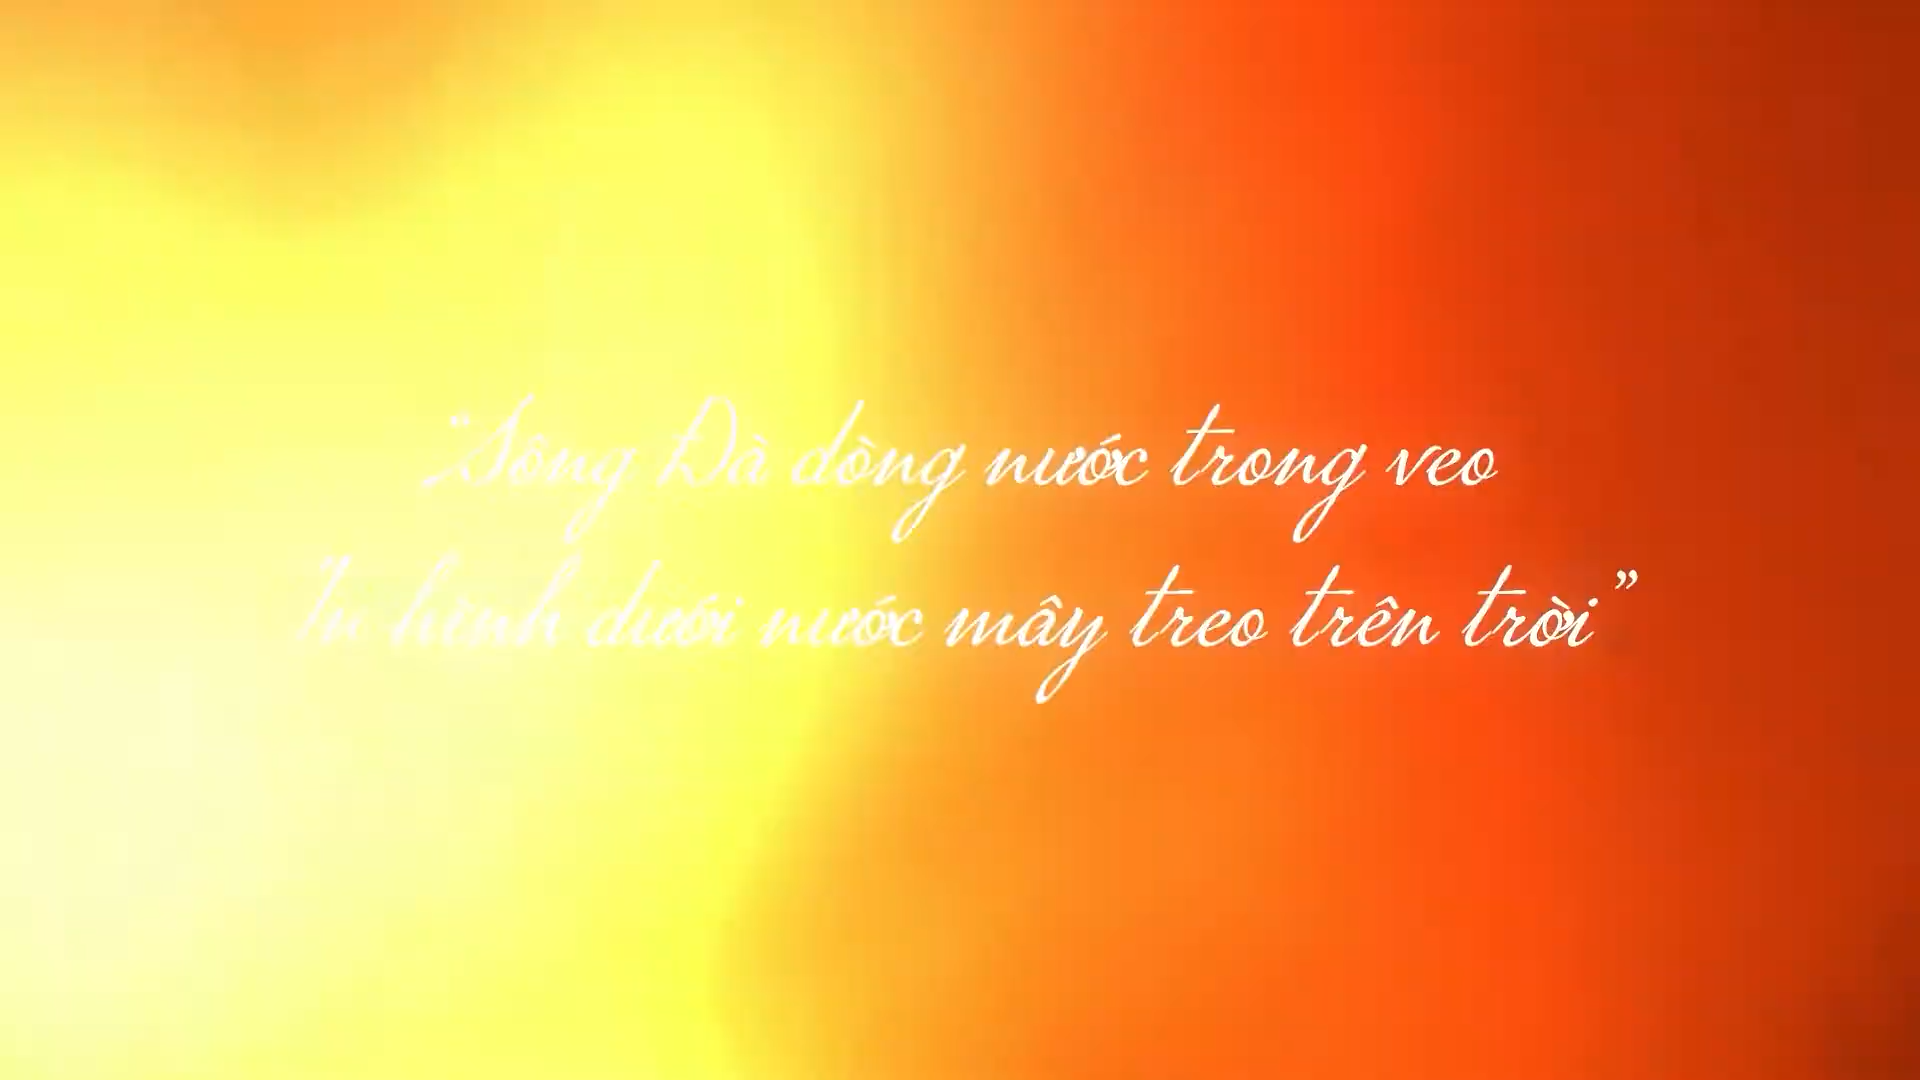 “Sông Đà dòng nước trong veo
In hình dưới nước mây treo trên trời”